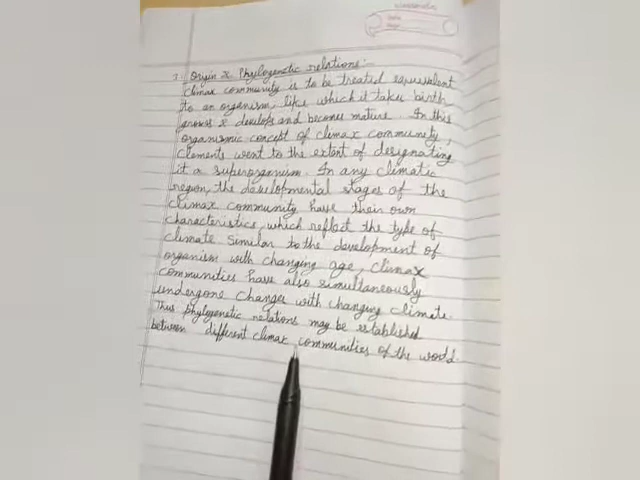 1. Origin & Phylogenetic relations:-
Climax community is to be treated equivalent
to an organism, like which it takes birth
grows & develops and becomes mature. In this
organismic concept of climax community,
Clements went to the extent of designating
it a superorganism. In any climatic
region, the developmental stages of the
climax community have their own
characteristics, which reflect the type of
climate similar to the development of
organism with changing age, climax
communities have also simultaneously
undergone changes with changing climate.
Thus phylogenetic relations may be established
between different climax communities of the world.